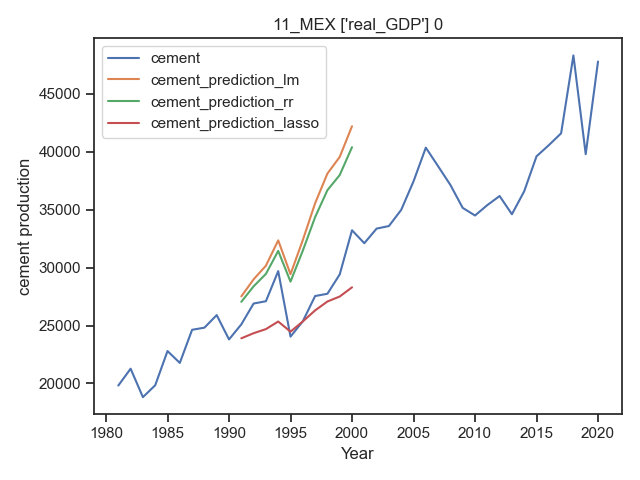 11_MEX ['real_GDP'] 0
cement
cement_prediction_lm
cement_prediction_rr
cement_prediction_lasso
cement production
45000
40000
35000
30000
25000
20000
1980 1985 1990 1995 2000 2005 2010 2015 2020
Year